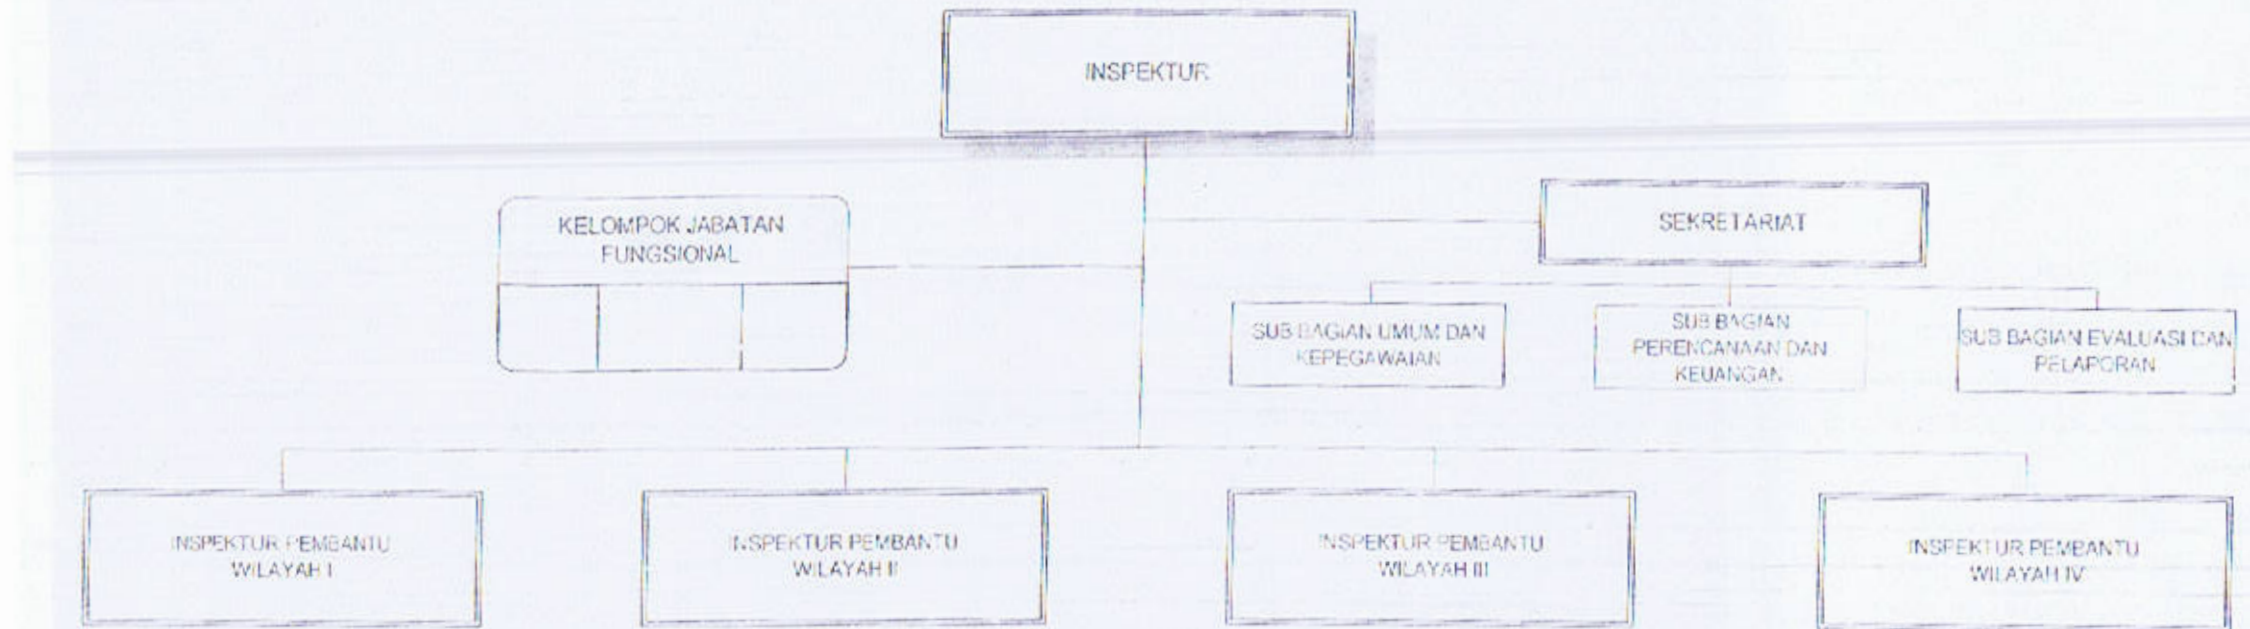 INSPEKTUR
KELOMPOK JABATAN
FUNGSIONAL
SEKRETARIAT
SUB BAGIAN UMUM DAN
KEPEGAWAIAN
SUB BAGIAN
PERENCANAAN DAN
KEUANGAN
SUB BAGIAN EVALUASI DAN
PELAPORAN
INSPEKTUR PEMBANTU
WILAYAH I
INSPEKTUR PEMBANTU
WILAYAH II
INSPEKTUR PEMBANTU
WILAYAH III
INSPEKTUR PEMBANTU
WILAYAH IV